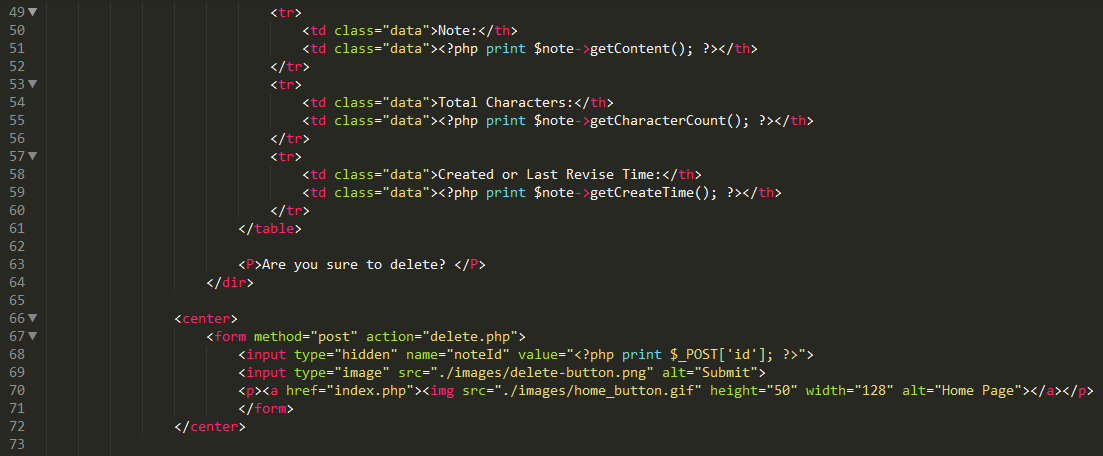 49 <tr>
50 <td class="data">Note:</th>
51 <td class="data"><?php print $note->getContent(); ?></th>
52 </tr>
53 <tr>
54 <td class="data">Total Characters:</th>
55 <td class="data"><?php print $note->getCharacterCount(); ?></th>
56 </tr>
57 <tr>
58 <td class="data">Created or Last Revise Time:</th>
59 <td class="data"><?php print $note->getCreateTime(); ?></th>
60 </tr>
61 </table>
62
63 <P>Are you sure to delete? </P>
64 </dir>
65
66 <center>
67 <form method="post" action="delete.php">
68 <input type="hidden" name="noteId" value="<?php print $_POST['id']; ?>">
69 <input type="image" src="./images/delete-button.png" alt="Submit">
70 <p><a href="index.php"><img src="./images/home_button.gif" height="50" width="128" alt="Home Page"></a></p>
71 </form>
72 </center>
73